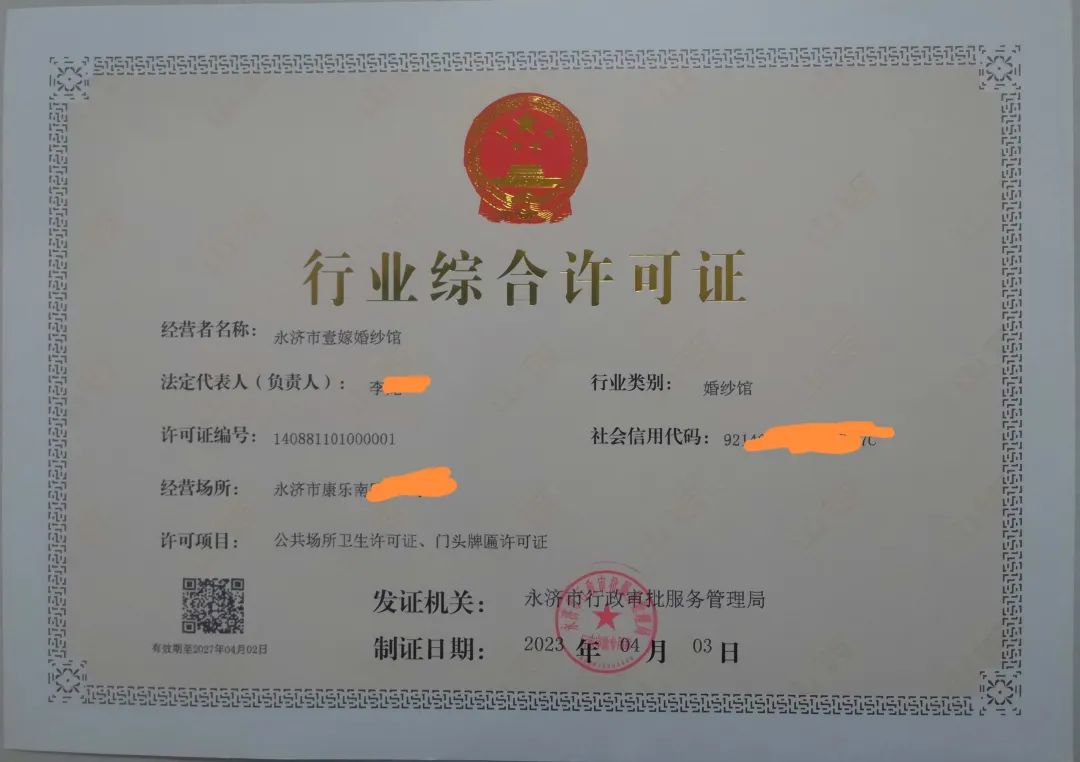 行业综合许可证
经营者名称： 永济市壹嫁婚纱馆
法定代表人（负责人）： 李
行业类别： 婚纱馆
许可证编号： 140881101000001
社会信用代码： 921 7C
经营场所： 永济市康乐南
许可项目： 公共场所卫生许可证、门头牌匾许可证
发证机关： 永济市行政审批服务管理局
制证日期： 2023 年 04 月 03 日
有效期至2027年04月02日